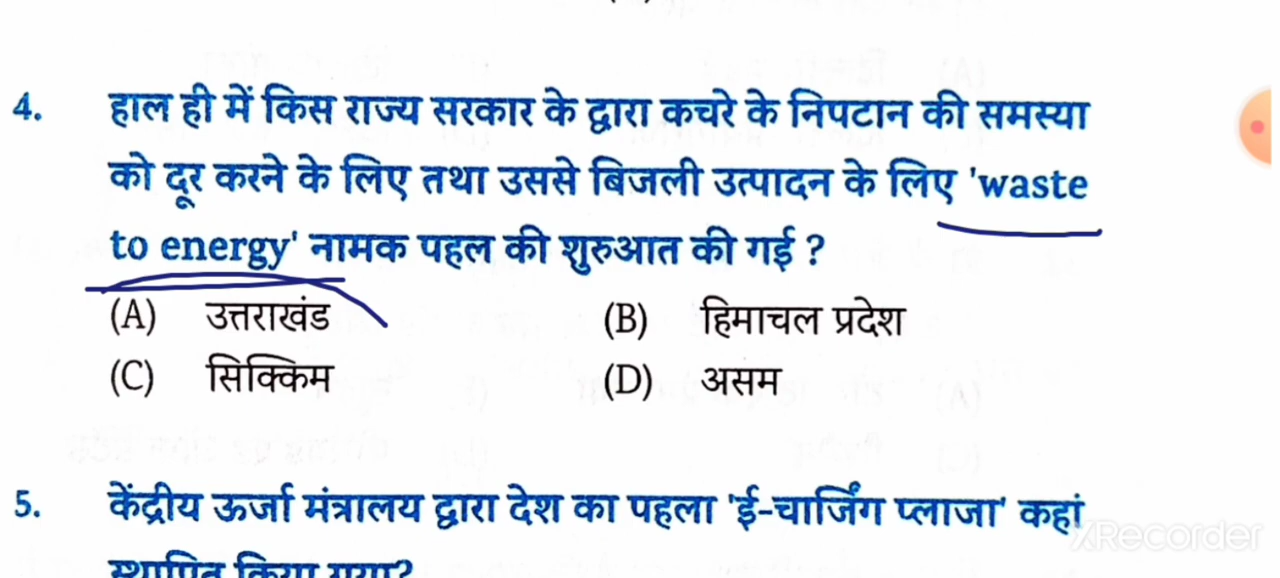 4. हाल ही में किस राज्य सरकार के द्वारा कचरे के निपटान की समस्या
को दूर करने के लिए तथा उससे बिजली उत्पादन के लिए 'waste
to energy' नामक पहल की शुरुआत की गई ?
(A) उत्तराखंड (B) हिमाचल प्रदेश
(C) सिक्किम (D) असम
5. केंद्रीय ऊर्जा मंत्रालय द्वारा देश का पहला 'ई-चार्जिंग प्लाजा' कहां
स्थापित किया गया?
XRecorder